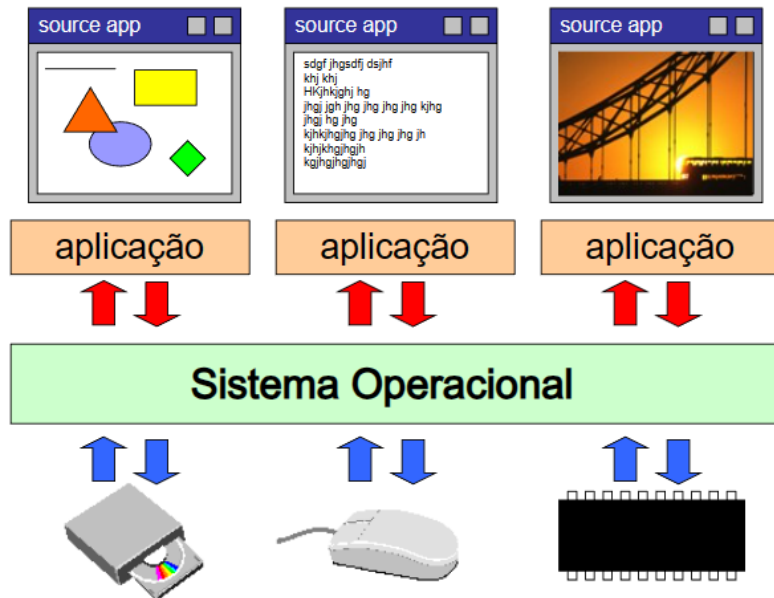 source app
source app
source app
sdgf jhgsdfj dsjhf
khj khj
HKjhkjghj hg
jhgj jgh jhg jhg jhg jhg kjhg
jhgj hg jhg
kjhkjhgjhg jhg jhg jhg jh
kjhjkhgjhgjh
kgjhgjhgjhgj
aplicação
aplicação
aplicação
Sistema Operacional